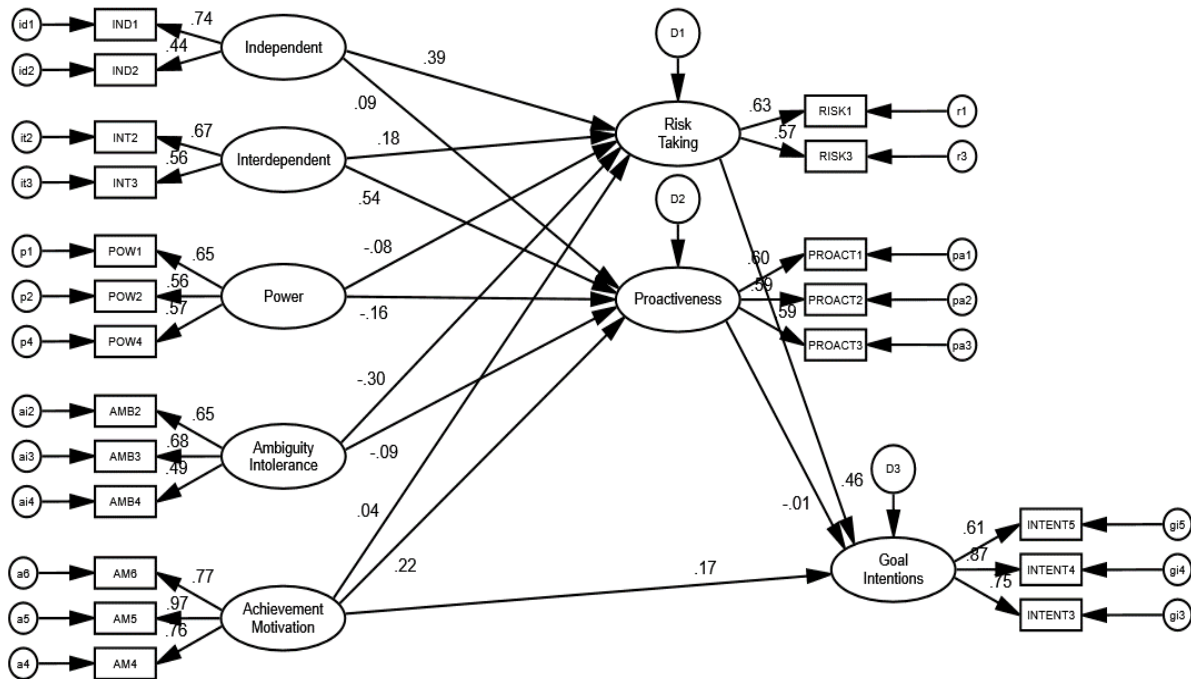 id1
IND1
.74
id2
IND2
.44
Independent
.39
.09
it2
INT2
.67
it3
INT3
.56
Interdependent
.18
.54
p1
POW1
.65
p2
POW2
.56
p4
POW4
.57
Power
-.08
-.16
ai2
AMB2
.65
ai3
AMB3
.68
ai4
AMB4
.49
Ambiguity
Intolerance
-.30
-.09
a6
AM6
.77
a5
AM5
.97
a4
AM4
.76
Achievement
Motivation
.04
.22
.17
D1
Risk
Taking
.63
RISK1
r1
.57
RISK3
r3
D2
Proactiveness
.60
PROACT1
pa1
.59
PROACT2
pa2
.59
PROACT3
pa3
.46
-.01
D3
Goal
Intentions
.61
INTENT5
gi5
.87
INTENT4
gi4
.75
INTENT3
gi3